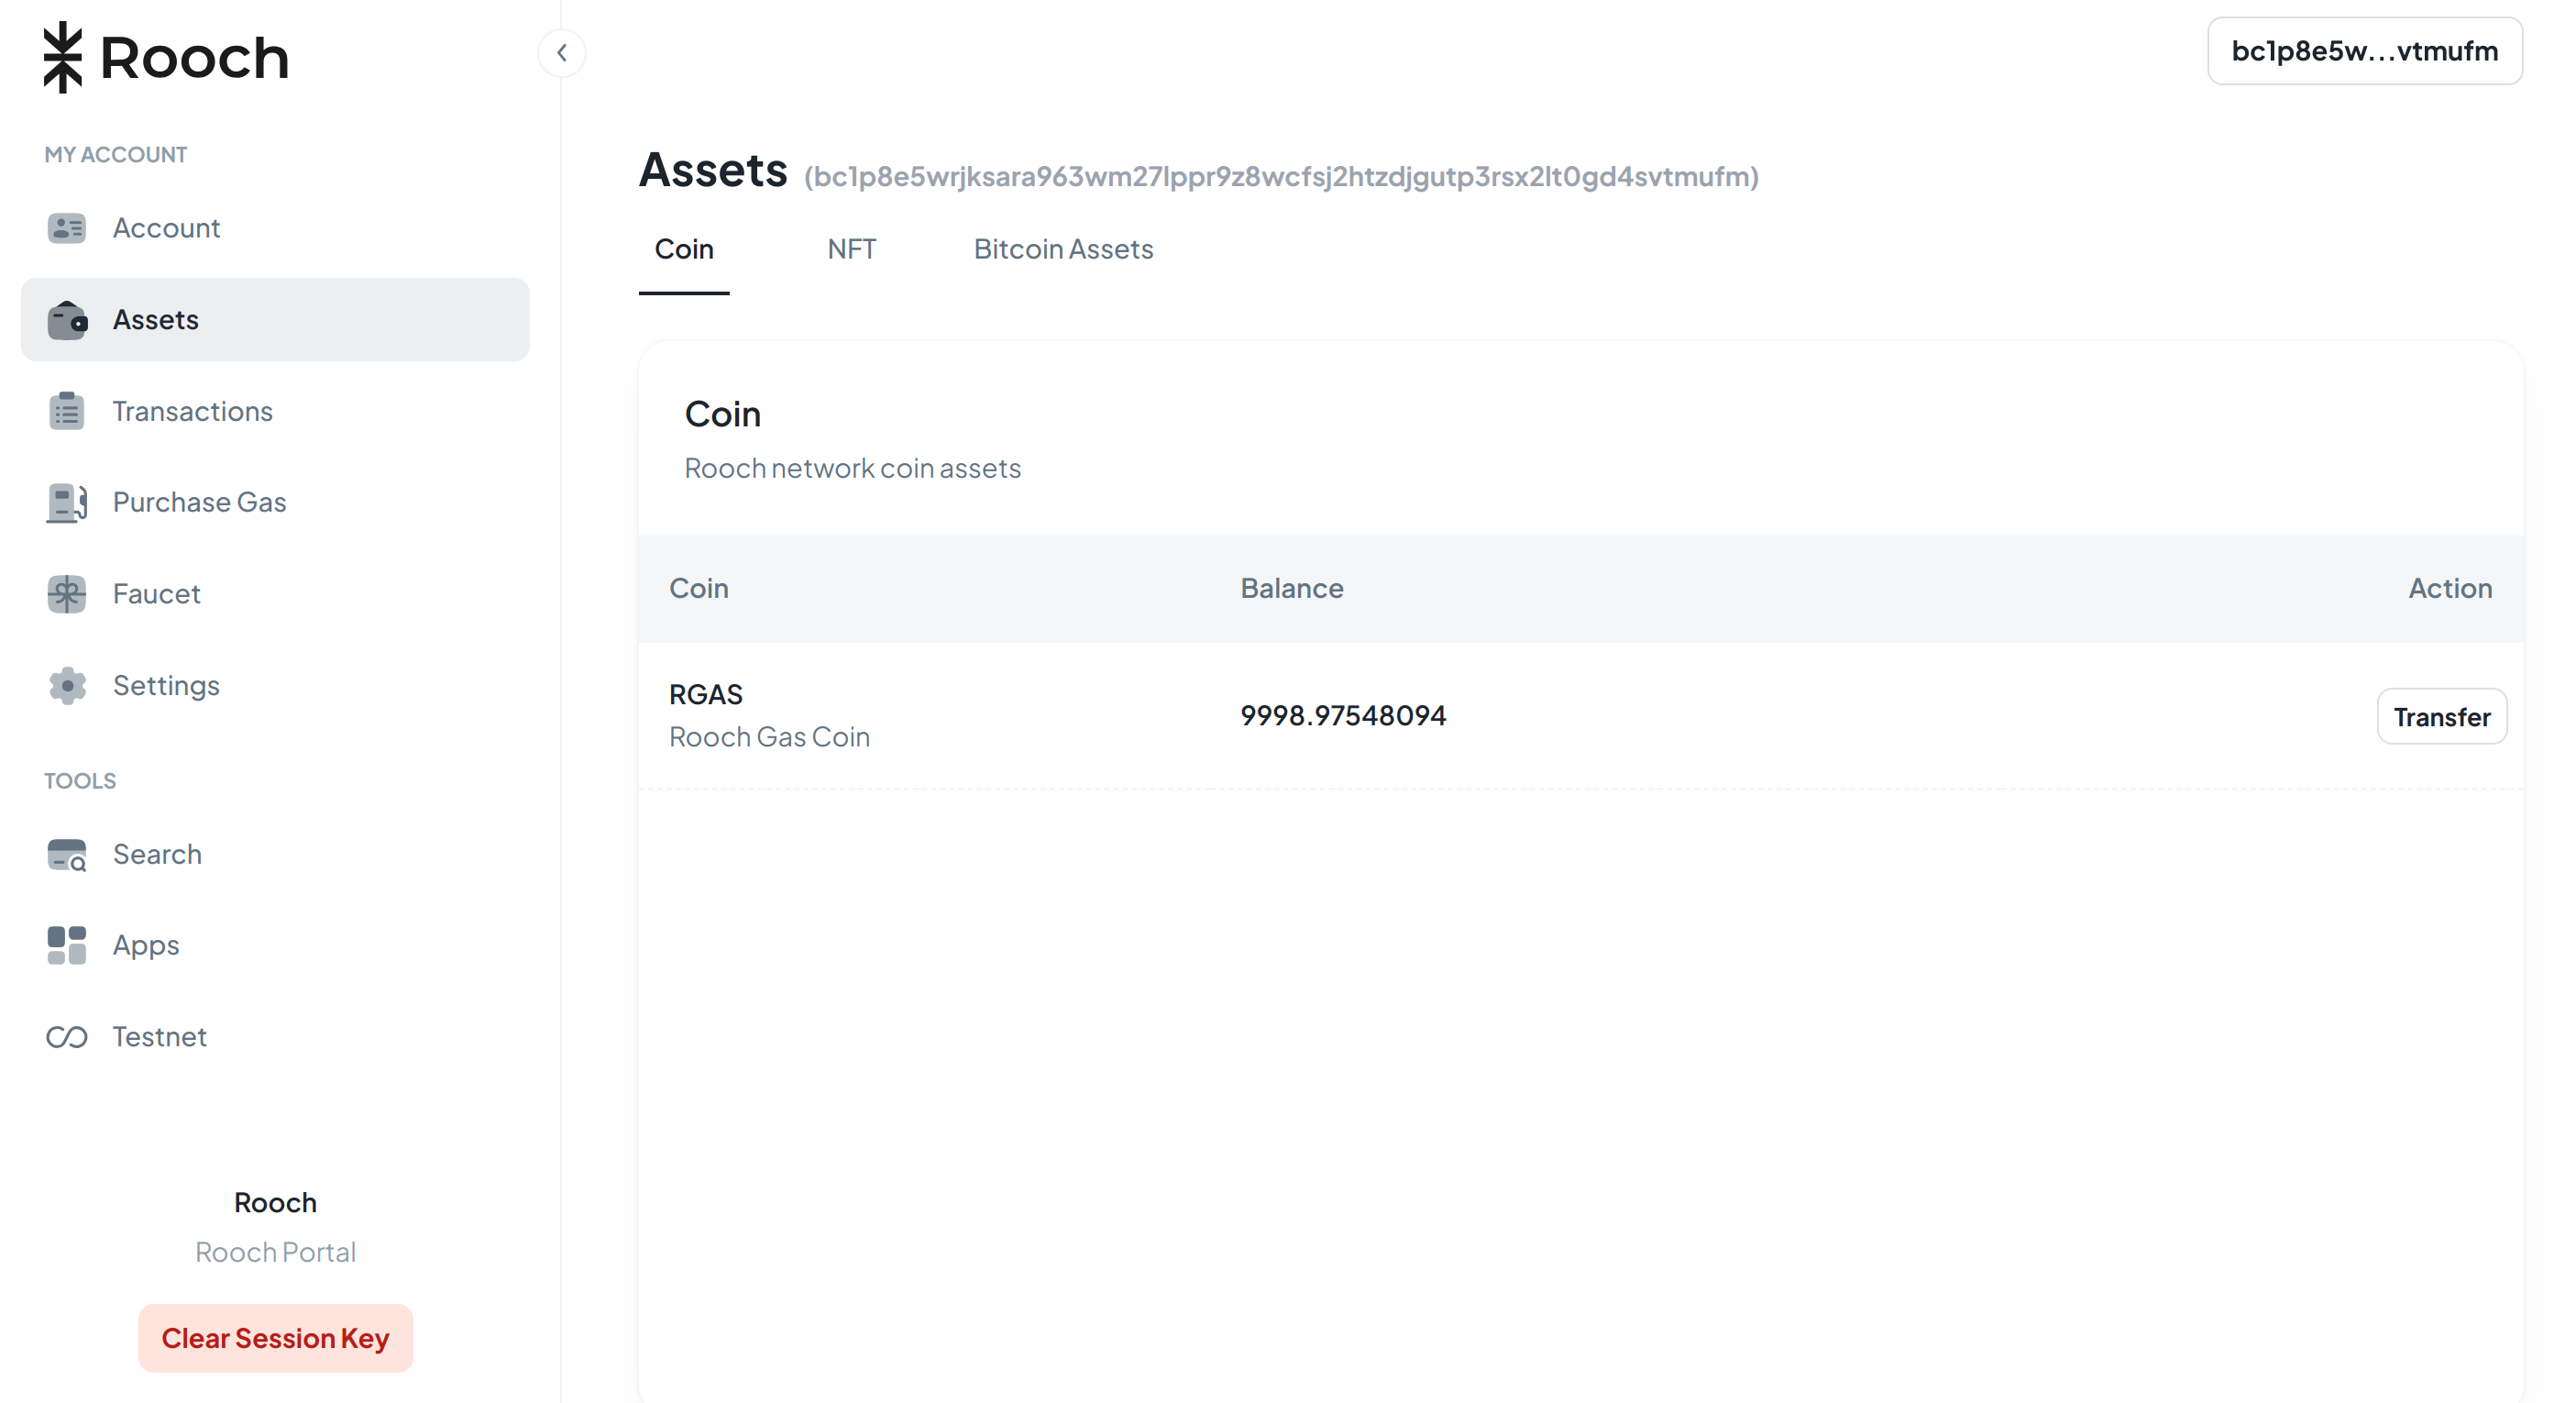 Rooch
MY ACCOUNT
Account
Assets
Transactions
Purchase Gas
Faucet
Settings
TOOLS
Search
Apps
Testnet
Rooch
Rooch Portal
Clear Session Key
bc1p8e5w...vtmufm
Assets (bc1p8e5wrjksara963wm27lppr9z8wcfsj2htzdjgutp3rsx2lt0gd4svtmufm)
Coin NFT Bitcoin Assets
Coin
Rooch network coin assets
Coin Balance Action
RGAS
Rooch Gas Coin
9998.97548094
Transfer